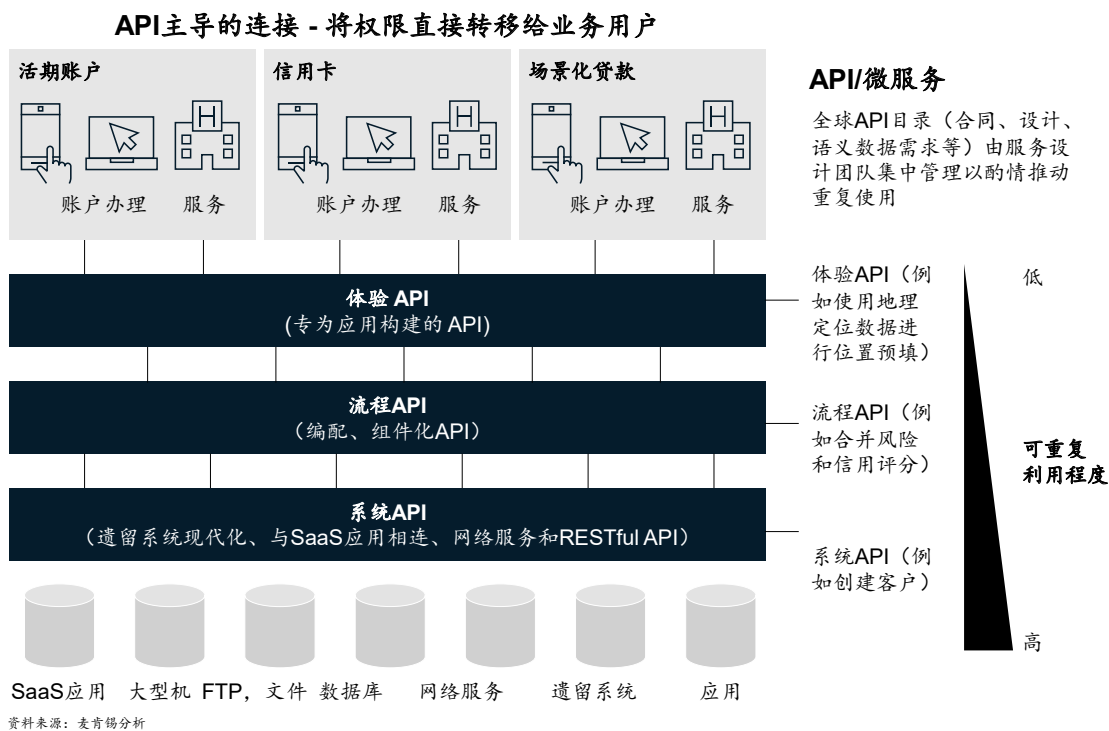 API主导的连接 - 将权限直接转移给业务用户
活期账户
信用卡
场景化贷款
H
H
H
账户办理
服务
账户办理
服务
账户办理
服务
API/微服务
全球API目录（合同、设计、
语义数据需求等）由服务设
计团队集中管理以酌情推动
重复使用
体验 API
(专为应用构建的 API)
体验API（例
如使用地理
定位数据进
行位置预填）
低
流程API
（编配、组件化API）
流程API（例
如合并风险
和信用评分）
可重复
利用程度
系统API
（遗留系统现代化、与SaaS应用相连、网络服务和RESTful API）
系统API（例
如创建客户）
高
SaaS应用
大型机
FTP，文件
数据库
网络服务
遗留系统
应用
资料来源：麦肯锡分析